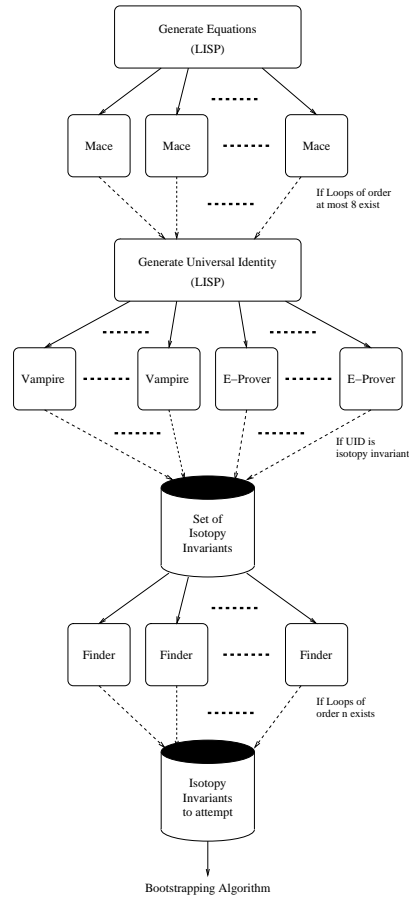 Generate Equations
(LISP)
Mace
Mace
Mace
If Loops of order
at most 8 exist
Generate Universal Identity
(LISP)
Vampire
Vampire
E–Prover
E–Prover
If UID is
isotopy invariant
Set of
Isotopy
Invariants
Finder
Finder
Finder
If Loops of
order n exists
Isotopy
Invariants
to attempt
Bootstrapping Algorithm